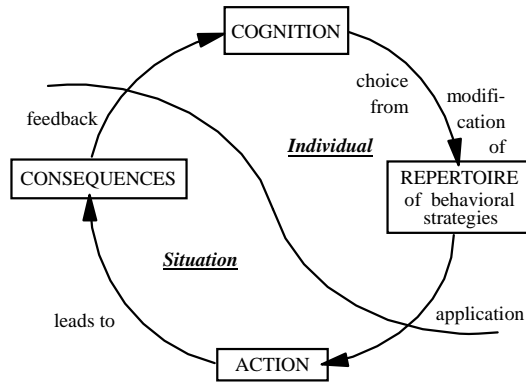 COGNITION
choice
from
modifi-
cation
of
feedback
Individual
CONSEQUENCES
REPERTOIRE
of behavioral
strategies
Situation
leads to
application
ACTION